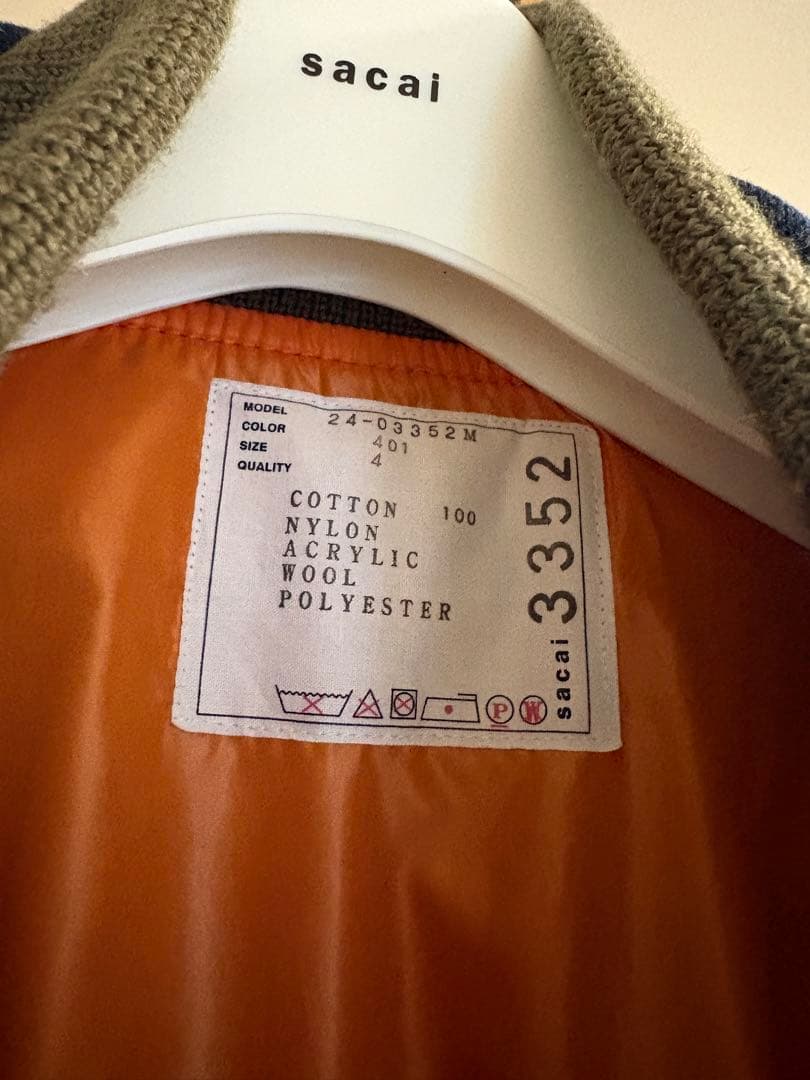 sacai
MODEL 24-03352M
COLOR 401
SIZE 4
QUALITY
COTTON 100
NYLON
ACRYLIC
WOOL
POLYESTER
P W
sacai 3352